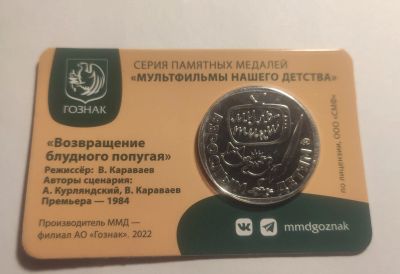 СЕРИЯ ПАМЯТНЫХ МЕДАЛЕЙ
«МУЛЬТФИЛЬМЫ НАШЕГО ДЕТСТВА»
ГОЗНАК
«Возвращение
блудного попугая»
Режиссёр: В. Караваев
Авторы сценария:
А. Курляндский, В. Караваев
Премьера – 1984
Производитель ММД —
филиал АО «Гознак». 2022
по лицензии, ООО «СМФ»
mmdgoznak